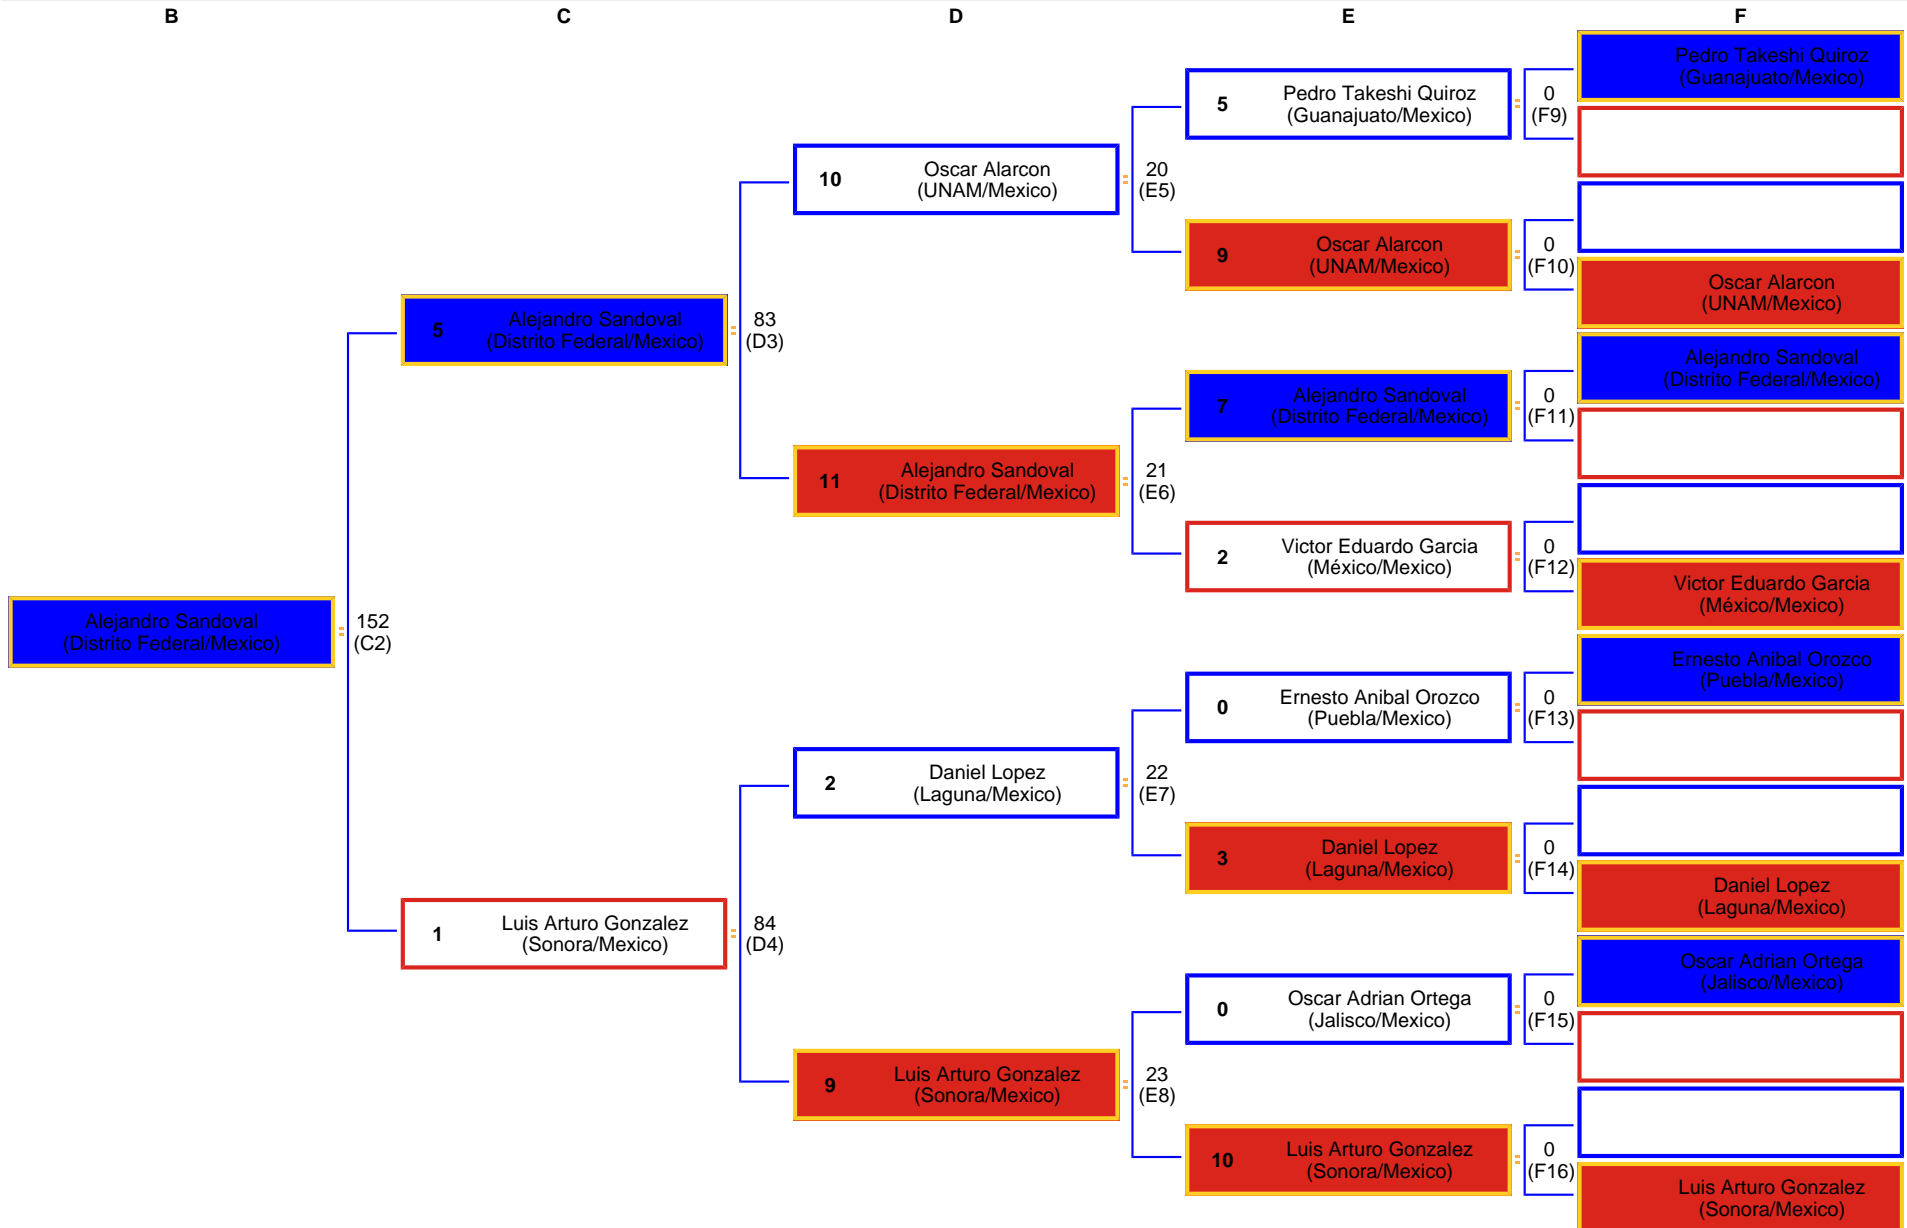 B
C
D
E
F
Pedro Takeshi Quiroz
(Guanajuato/Mexico)
5
Pedro Takeshi Quiroz
(Guanajuato/Mexico)
0
(F9)
10
Oscar Alarcon
(UNAM/Mexico)
20
(E5)
9
Oscar Alarcon
(UNAM/Mexico)
0
(F10)
Oscar Alarcon
(UNAM/Mexico)
5
Alejandro Sandoval
(Distrito Federal/Mexico)
83
(D3)
Alejandro Sandoval
(Distrito Federal/Mexico)
7
Alejandro Sandoval
(Distrito Federal/Mexico)
0
(F11)
11
Alejandro Sandoval
(Distrito Federal/Mexico)
21
(E6)
2
Victor Eduardo Garcia
(México/Mexico)
0
(F12)
Victor Eduardo Garcia
(México/Mexico)
Alejandro Sandoval
(Distrito Federal/Mexico)
152
(C2)
Ernesto Anibal Orozco
(Puebla/Mexico)
0
Ernesto Anibal Orozco
(Puebla/Mexico)
0
(F13)
2
Daniel Lopez
(Laguna/Mexico)
22
(E7)
3
Daniel Lopez
(Laguna/Mexico)
0
(F14)
Daniel Lopez
(Laguna/Mexico)
1
Luis Arturo Gonzalez
(Sonora/Mexico)
84
(D4)
Oscar Adrian Ortega
(Jalisco/Mexico)
0
Oscar Adrian Ortega
(Jalisco/Mexico)
0
(F15)
9
Luis Arturo Gonzalez
(Sonora/Mexico)
23
(E8)
10
Luis Arturo Gonzalez
(Sonora/Mexico)
0
(F16)
Luis Arturo Gonzalez
(Sonora/Mexico)